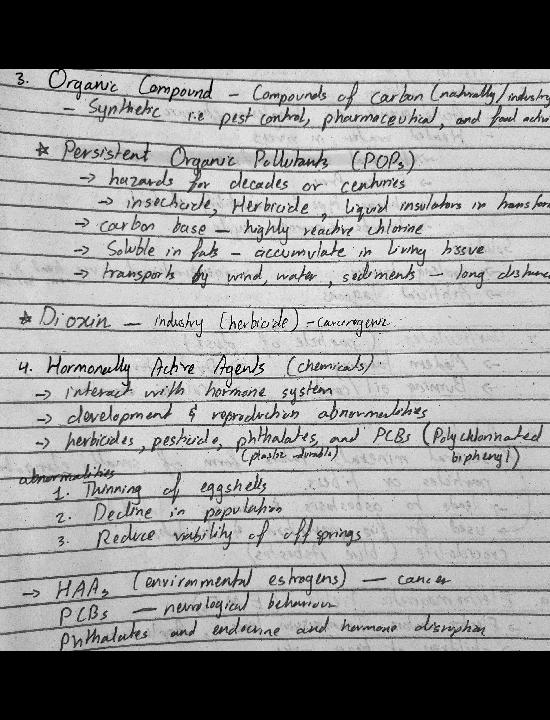 3. Organic Compound – Compounds of carbon (naturally/industry
– Synthetic i.e pest control, pharmaceutical, and food
* Persistent Organic Pollutants (POPs)
→ hazards for decades or centuries
→ insecticide, Herbicide, liquid insulators in transfor
→ carbon base – highly reactive chlorine
→ Soluble in fats – accumulate in living tissue
→ transports by wind, water, sediments – long distance
* Dioxin — industry (herbicide) – carcinogenic
4. Hormonally Active Agents (chemicals)
→ interact with hormone system
→ development & reproduction abnormalities
→ herbicides, pesticide, phthalates, and PCBs (Polychlorinated
(plastic – durable) biphenyl)
abnormalities
1. Thinning of eggshells
2. Decline in population
3. Reduce viability of offsprings
→ HAAs (environmental estrogens) — cancer
PCBs — neurological behaviour
Phthalates and endocrine and hormone disruption